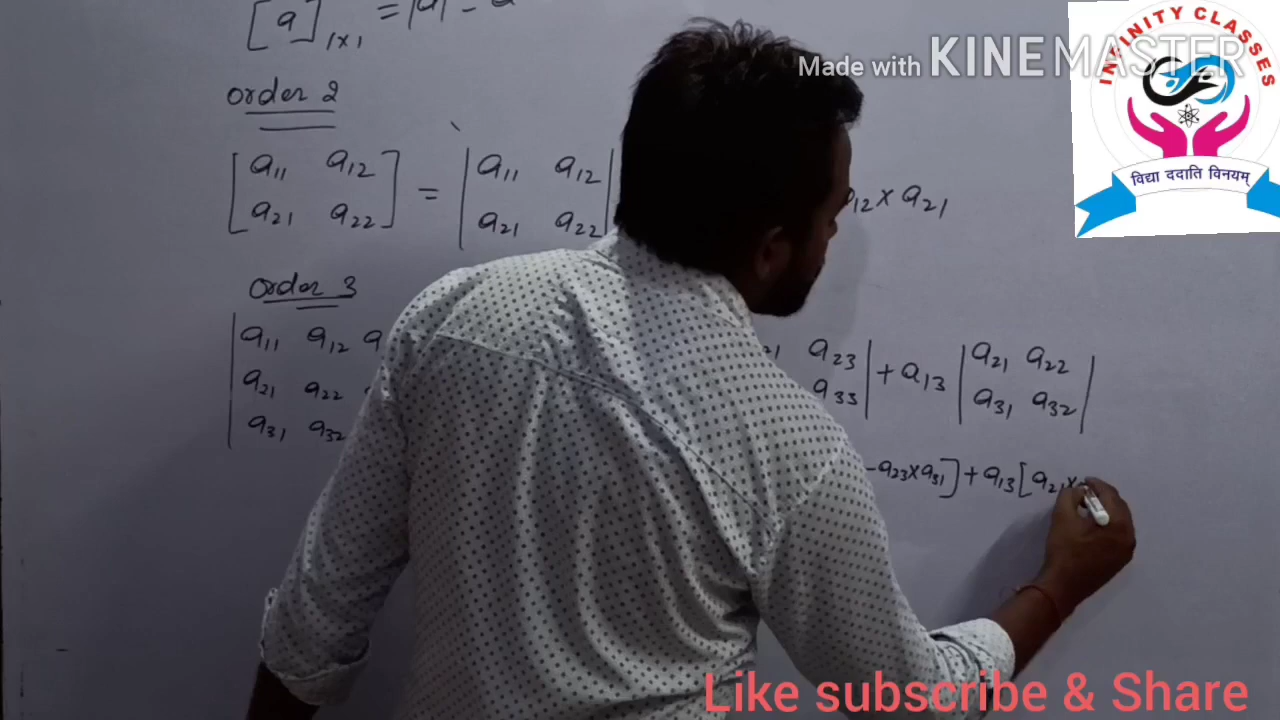 [a]₁ₓ₁ = |a| = a
order 2
[a₁₁ a₁₂
a₂₁ a₂₂] = |a₁₁ a₁₂
a₂₁ a₂₂| a₁₂ × a₂₁
order 3
|a₁₁ a₁₂
a₂₁ a₂₂
a₃₁ a₃₂
a₂₃
a₃₃| + a₁₃ |a₂₁ a₂₂
a₃₁ a₃₂|
- a₂₃ × a₃₁] + a₁₃ [a₂₁ ×
Made with KINEMASTER
INFINITY CLASSES
विद्या ददाति विनयम्
Like subscribe & Share